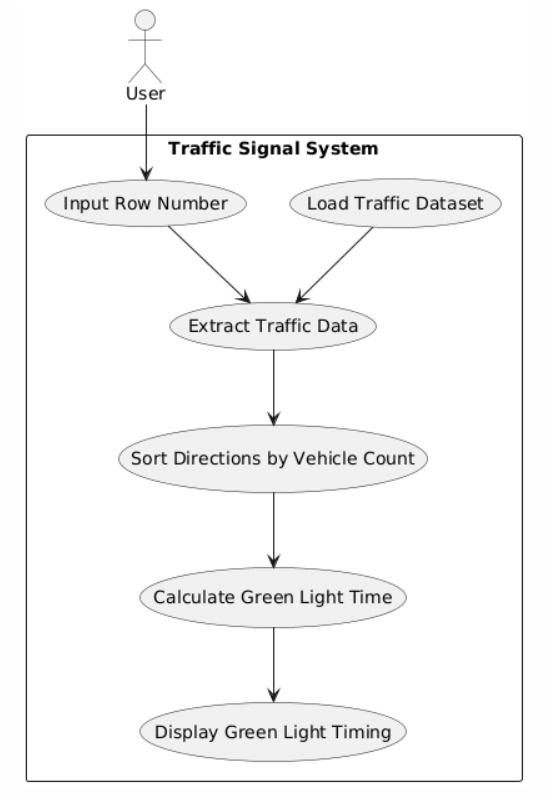 User
Traffic Signal System
Input Row Number
Load Traffic Dataset
Extract Traffic Data
Sort Directions by Vehicle Count
Calculate Green Light Time
Display Green Light Timing